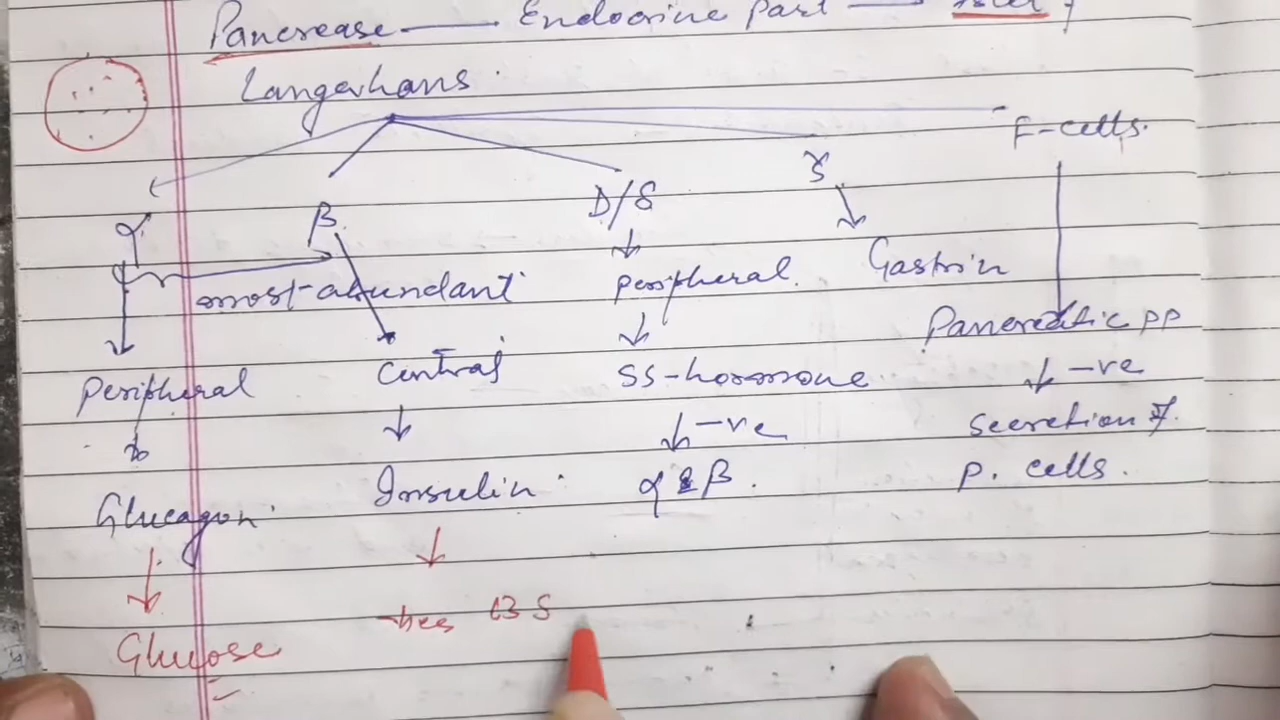 Pancrease — Endocrine Part — Islet of
Langerhans.
α β D/δ γ F-cells.
most-abundant Peripheral. Gastrin
Peripheral Central SS-hormone Pancreatic PP
-ve -ve
Glucagon. Insulin. α & β. Secretion of
P. cells.
Glucose BS